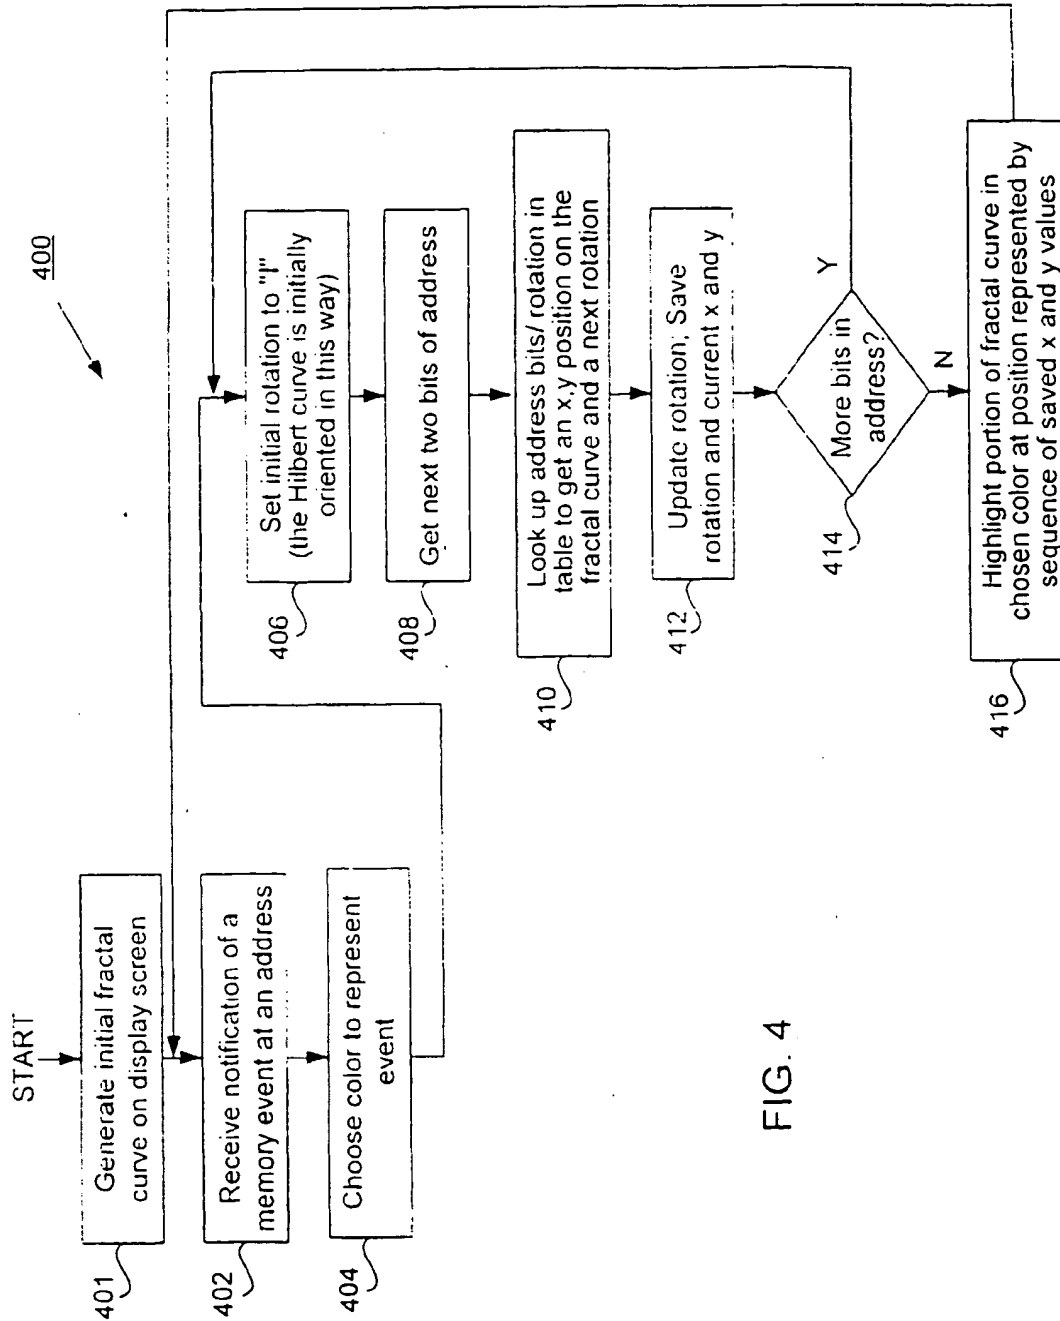 400
START
401
Generate initial fractal
curve on display screen
402
Receive notification of a
memory event at an address
404
Choose color to represent
event
406
Set initial rotation to "I"
(the Hilbert curve is initially
oriented in this way)
408
Get next two bits of address
410
Look up address bits/ rotation in
table to get an x,y position on the
fractal curve and a next rotation
412
Update rotation; Save
rotation and current x and y
414
More bits in
address?
Y
N
416
Highlight portion of fractal curve in
chosen color at position represented by
sequence of saved x and y values
FIG. 4